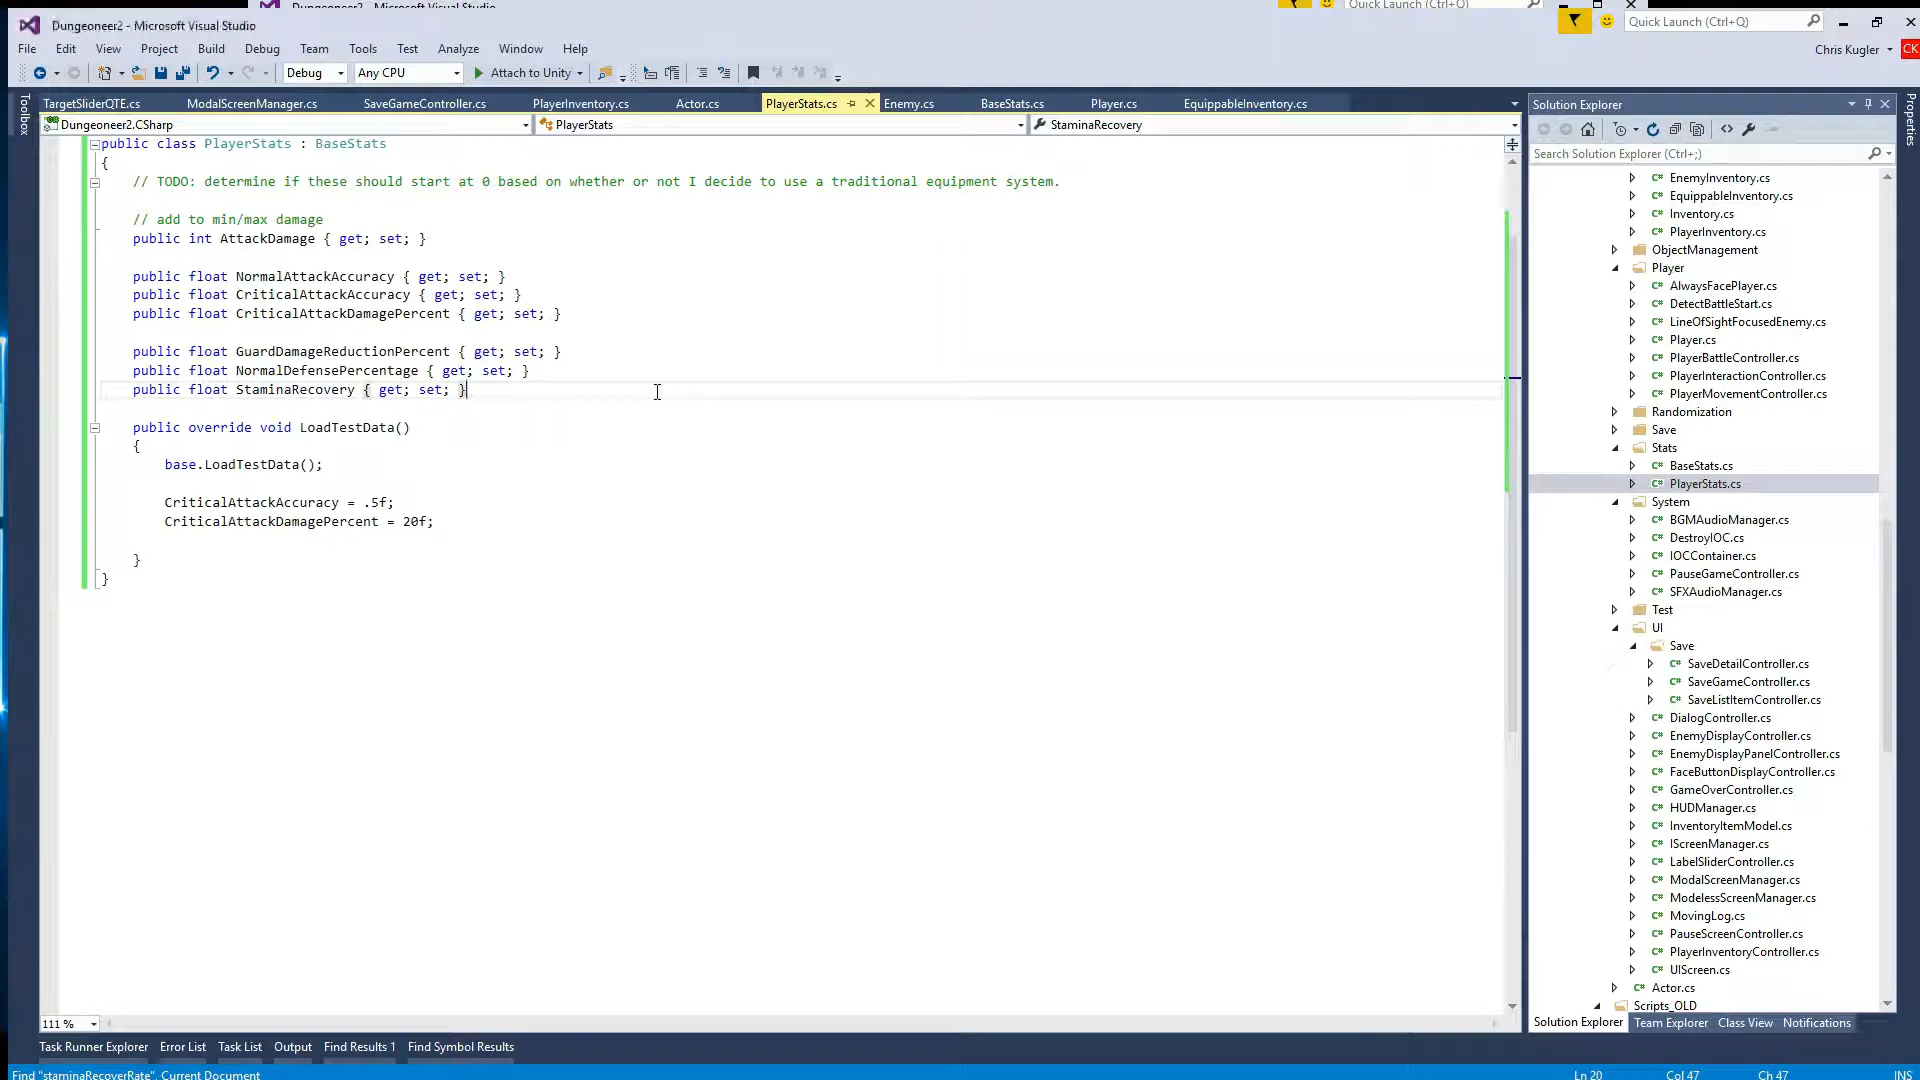 Dungeoneer2 - Microsoft Visual Studio
Quick Launch (Ctrl+Q)
Dungeoneer2 - Microsoft Visual Studio
Quick Launch (Ctrl+Q)
File Edit View Project Build Debug Team Tools Test Analyze Window Help
Chris Kugler
CK
Debug Any CPU Attach to Unity
Toolbox
Properties
TargetSliderQTE.cs ModalScreenManager.cs SaveGameController.cs PlayerInventory.cs Actor.cs PlayerStats.cs Enemy.cs BaseStats.cs Player.cs EquippableInventory.cs
Dungeoneer2.CSharp PlayerStats StaminaRecovery
public class PlayerStats : BaseStats
{
// TODO: determine if these should start at 0 based on whether or not I decide to use a traditional equipment system.
// add to min/max damage
public int AttackDamage { get; set; }
public float NormalAttackAccuracy { get; set; }
public float CriticalAttackAccuracy { get; set; }
public float CriticalAttackDamagePercent { get; set; }
public float GuardDamageReductionPercent { get; set; }
public float NormalDefensePercentage { get; set; }
public float StaminaRecovery { get; set; }
public override void LoadTestData()
{
base.LoadTestData();
CriticalAttackAccuracy = .5f;
CriticalAttackDamagePercent = 20f;
}
}
111 %
Solution Explorer
Search Solution Explorer (Ctrl+;)
EnemyInventory.cs
EquippableInventory.cs
Inventory.cs
PlayerInventory.cs
ObjectManagement
Player
AlwaysFacePlayer.cs
DetectBattleStart.cs
LineOfSightFocusedEnemy.cs
Player.cs
PlayerBattleController.cs
PlayerInteractionController.cs
PlayerMovementController.cs
Randomization
Save
Stats
BaseStats.cs
PlayerStats.cs
System
BGMAudioManager.cs
DestroyIOC.cs
IOCContainer.cs
PauseGameController.cs
SFXAudioManager.cs
Test
UI
Save
SaveDetailController.cs
SaveGameController.cs
SaveListItemController.cs
DialogController.cs
EnemyDisplayController.cs
EnemyDisplayPanelController.cs
FaceButtonDisplayController.cs
GameOverController.cs
HUDManager.cs
InventoryItemModel.cs
IScreenManager.cs
LabelSliderController.cs
ModalScreenManager.cs
ModelessScreenManager.cs
MovingLog.cs
PauseScreenController.cs
PlayerInventoryController.cs
UIScreen.cs
Actor.cs
Scripts_OLD
Solution Explorer Team Explorer Class View Notifications
Task Runner Explorer Error List Task List Output Find Results 1 Find Symbol Results
Find "staminaRecoverRate", Current Document
Ln 20 Col 47 Ch 47 INS